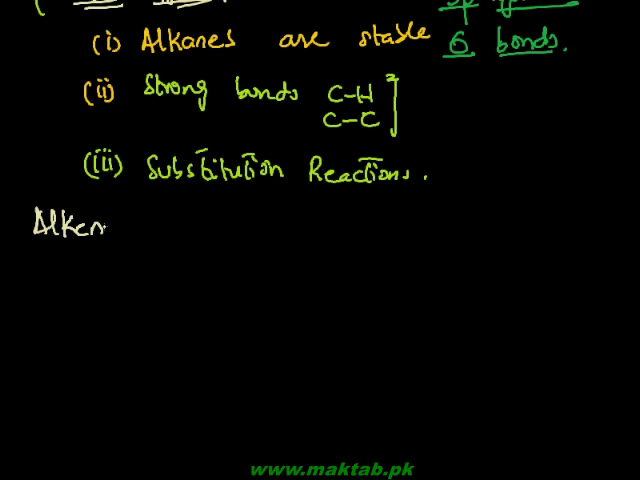 (i) Alkanes are stable 6 bonds.
(ii) Strong bonds C-H
C-C
(iii) Substitution Reactions.
Alken
www.maktab.pk